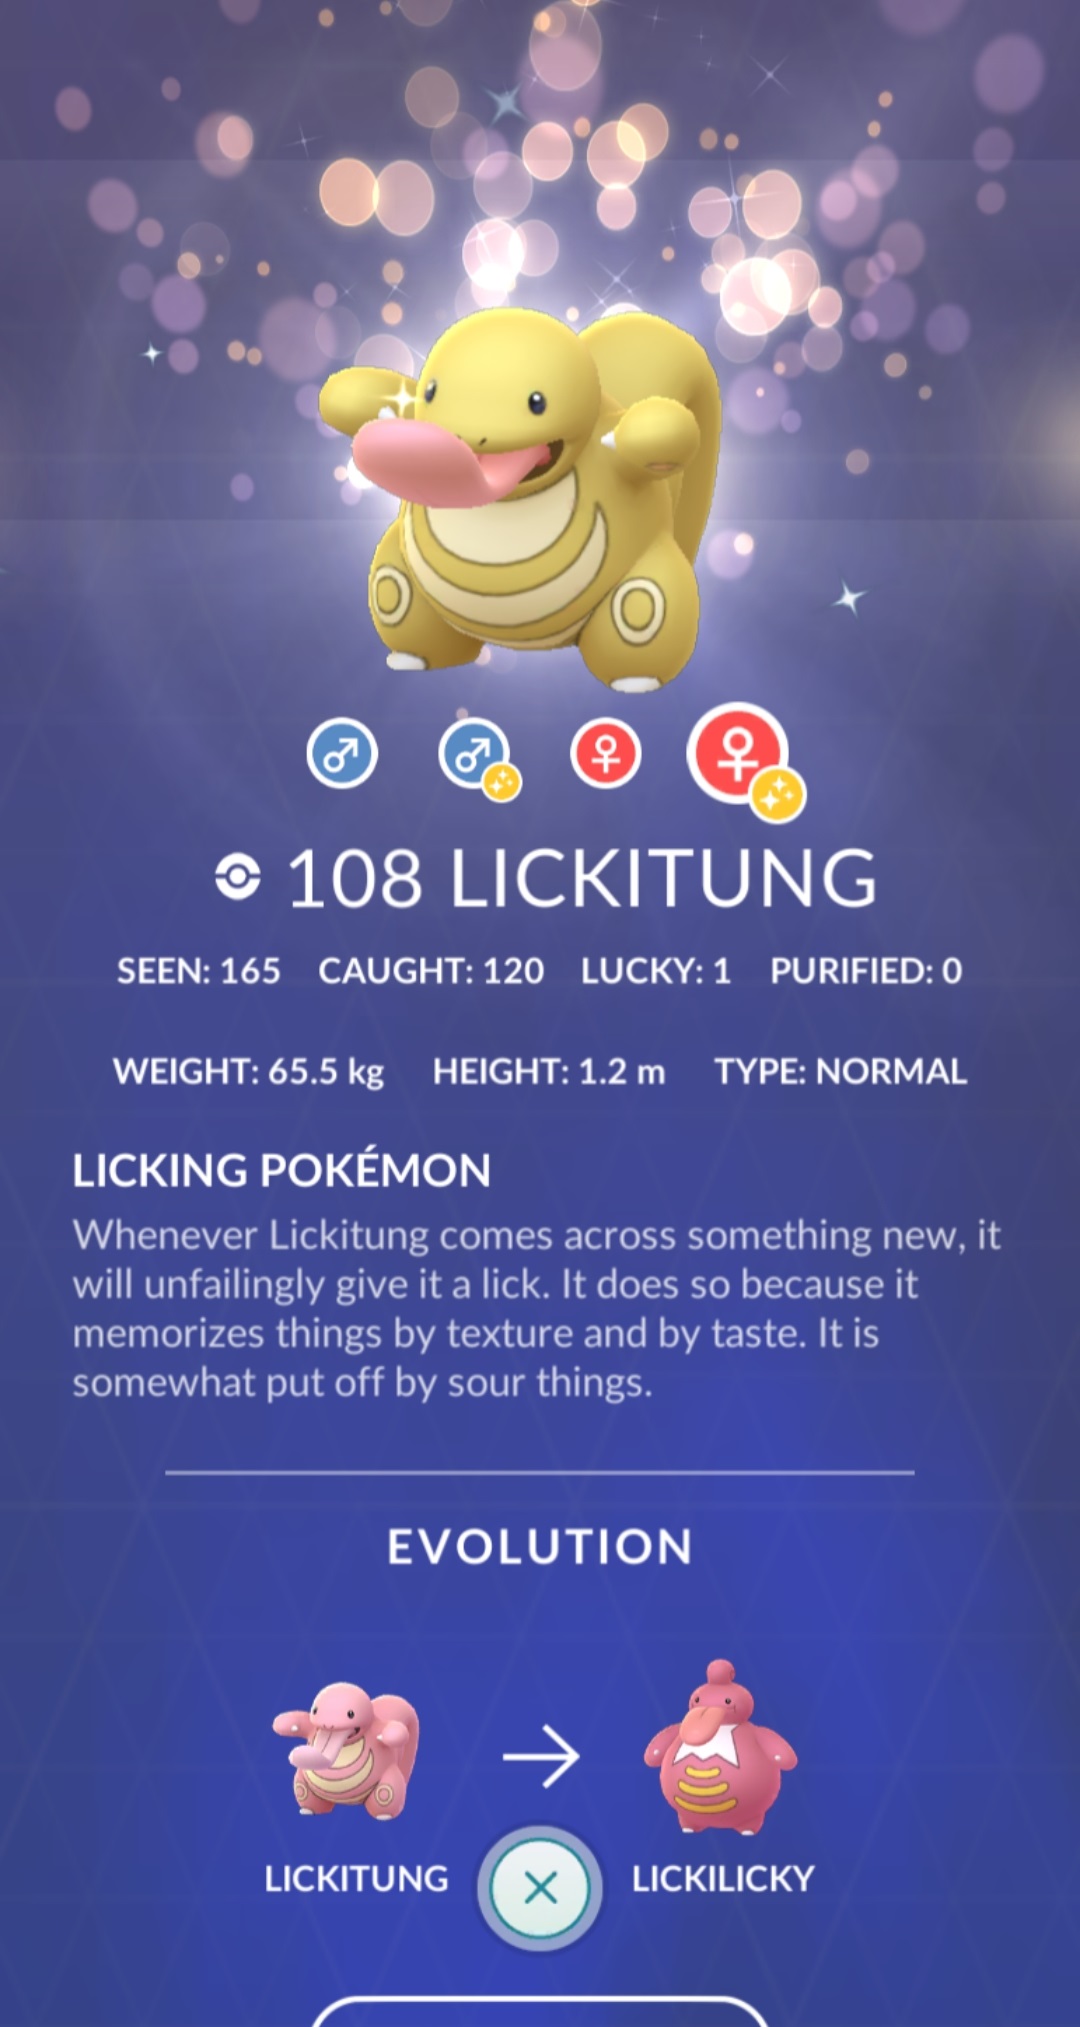 108 LICKITUNG
SEEN: 165 CAUGHT: 120 LUCKY: 1 PURIFIED: 0
WEIGHT: 65.5 kg HEIGHT: 1.2 m TYPE: NORMAL
LICKING POKÉMON
Whenever Lickitung comes across something new, it
will unfailingly give it a lick. It does so because it
memorizes things by texture and by taste. It is
somewhat put off by sour things.
EVOLUTION
LICKITUNG LICKILICKY